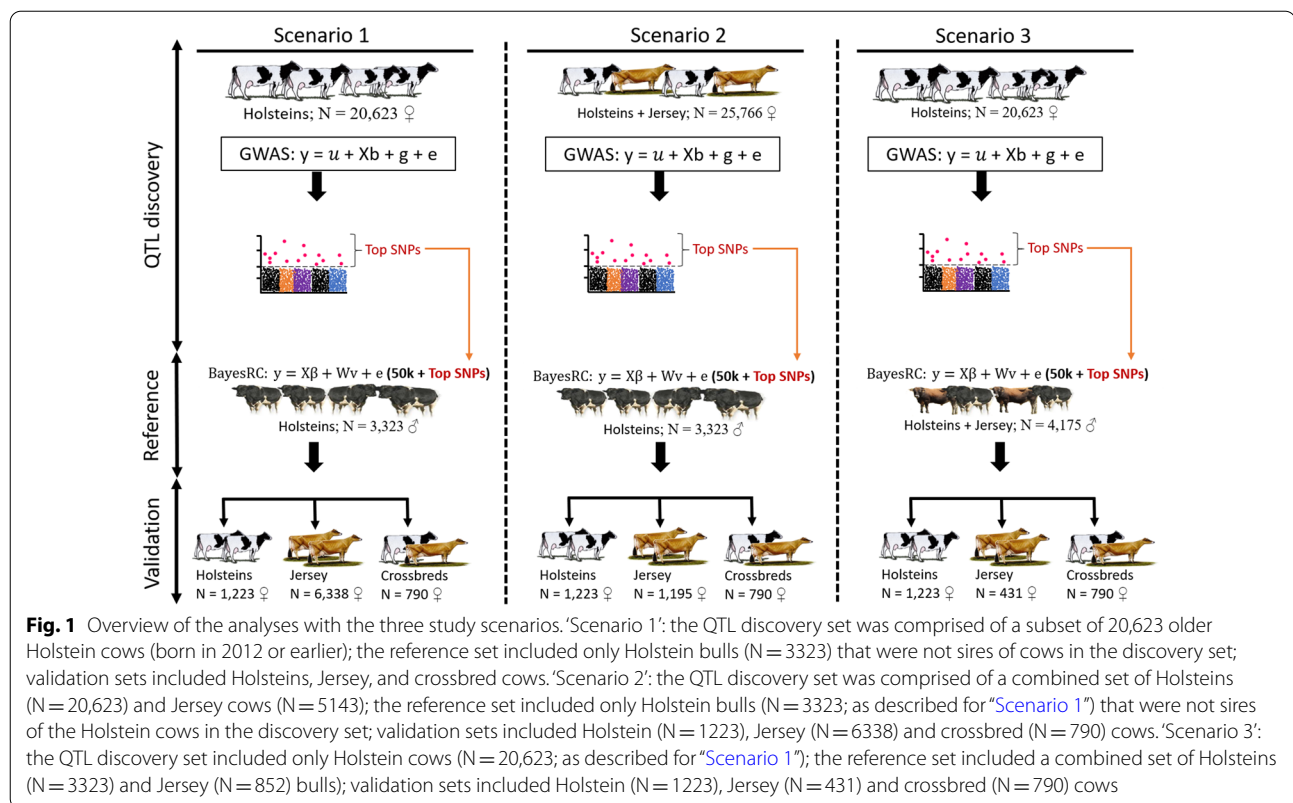 Scenario 1
Scenario 2
Scenario 3
QTL discovery
Holsteins; N = 20,623 ♀
Holsteins + Jersey; N = 25,766 ♀
Holsteins; N = 20,623 ♀
GWAS: y = u + Xb + g + e
GWAS: y = u + Xb + g + e
GWAS: y = u + Xb + g + e
Top SNPs
Top SNPs
Top SNPs
Reference
BayesRC: y = Xβ + Wv + e (50k + Top SNPs)
BayesRC: y = Xβ + Wv + e (50k + Top SNPs)
BayesRC: y = Xβ + Wv + e (50k + Top SNPs)
Holsteins; N = 3,323 ♂
Holsteins; N = 3,323 ♂
Holsteins + Jersey; N = 4,175 ♂
Validation
Holsteins
N = 1,223 ♀
Jersey
N = 6,338 ♀
Crossbreds
N = 790 ♀
Holsteins
N = 1,223 ♀
Jersey
N = 1,195 ♀
Crossbreds
N = 790 ♀
Holsteins
N = 1,223 ♀
Jersey
N = 431 ♀
Crossbreds
N = 790 ♀
Fig. 1 Overview of the analyses with the three study scenarios. 'Scenario 1': the QTL discovery set was comprised of a subset of 20,623 older
Holstein cows (born in 2012 or earlier); the reference set included only Holstein bulls (N = 3323) that were not sires of cows in the discovery set;
validation sets included Holsteins, Jersey, and crossbred cows. 'Scenario 2': the QTL discovery set was comprised of a combined set of Holsteins
(N = 20,623) and Jersey cows (N = 5143); the reference set included only Holstein bulls (N = 3323; as described for "Scenario 1") that were not sires
of the Holstein cows in the discovery set; validation sets included Holstein (N = 1223), Jersey (N = 6338) and crossbred (N = 790) cows. 'Scenario 3':
the QTL discovery set included only Holstein cows (N = 20,623; as described for "Scenario 1"); the reference set included a combined set of Holsteins
(N = 3323) and Jersey (N = 852) bulls); validation sets included Holstein (N = 1223), Jersey (N = 431) and crossbred (N = 790) cows